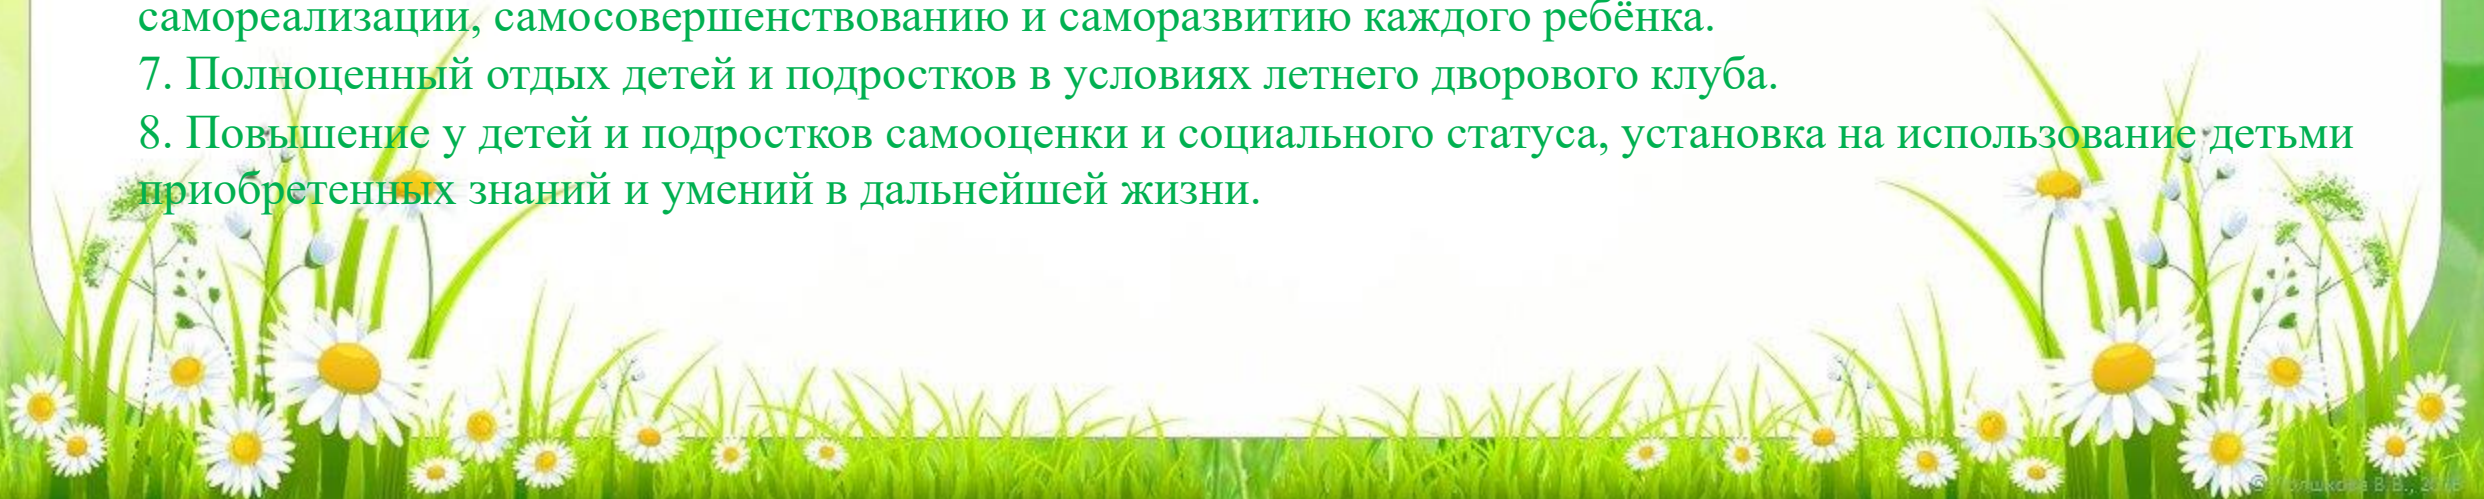 самореализации, самосовершенствованию и саморазвитию каждого ребёнка.
7. Полноценный отдых детей и подростков в условиях летнего дворового клуба.
8. Повышение у детей и подростков самооценки и социального статуса, установка на использование детьми
приобретенных знаний и умений в дальнейшей жизни.